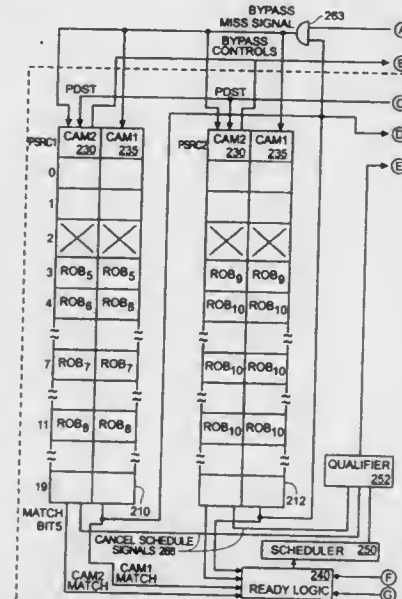 BYPASS
MISS SIGNAL
263
A
BYPASS
CONTROLS
B
PDST
PDST
C
D
PSRC1
CAM2
230
CAM1
235
PSRC2
CAM2
230
CAM1
235
E
0
1
2
3
ROB5
ROB5
ROB9
ROB9
4
ROB6
ROB8
ROB10
ROB10
7
ROB7
ROB7
ROB10
ROB10
11
ROB8
ROB8
ROB10
ROB10
19
210
212
QUALIFIER
252
MATCH
BITS
CANCEL SCHEDULE
SIGNALS 266
CAM2
MATCH
CAM1
MATCH
SCHEDULER 250
240
READY LOGIC
F
G